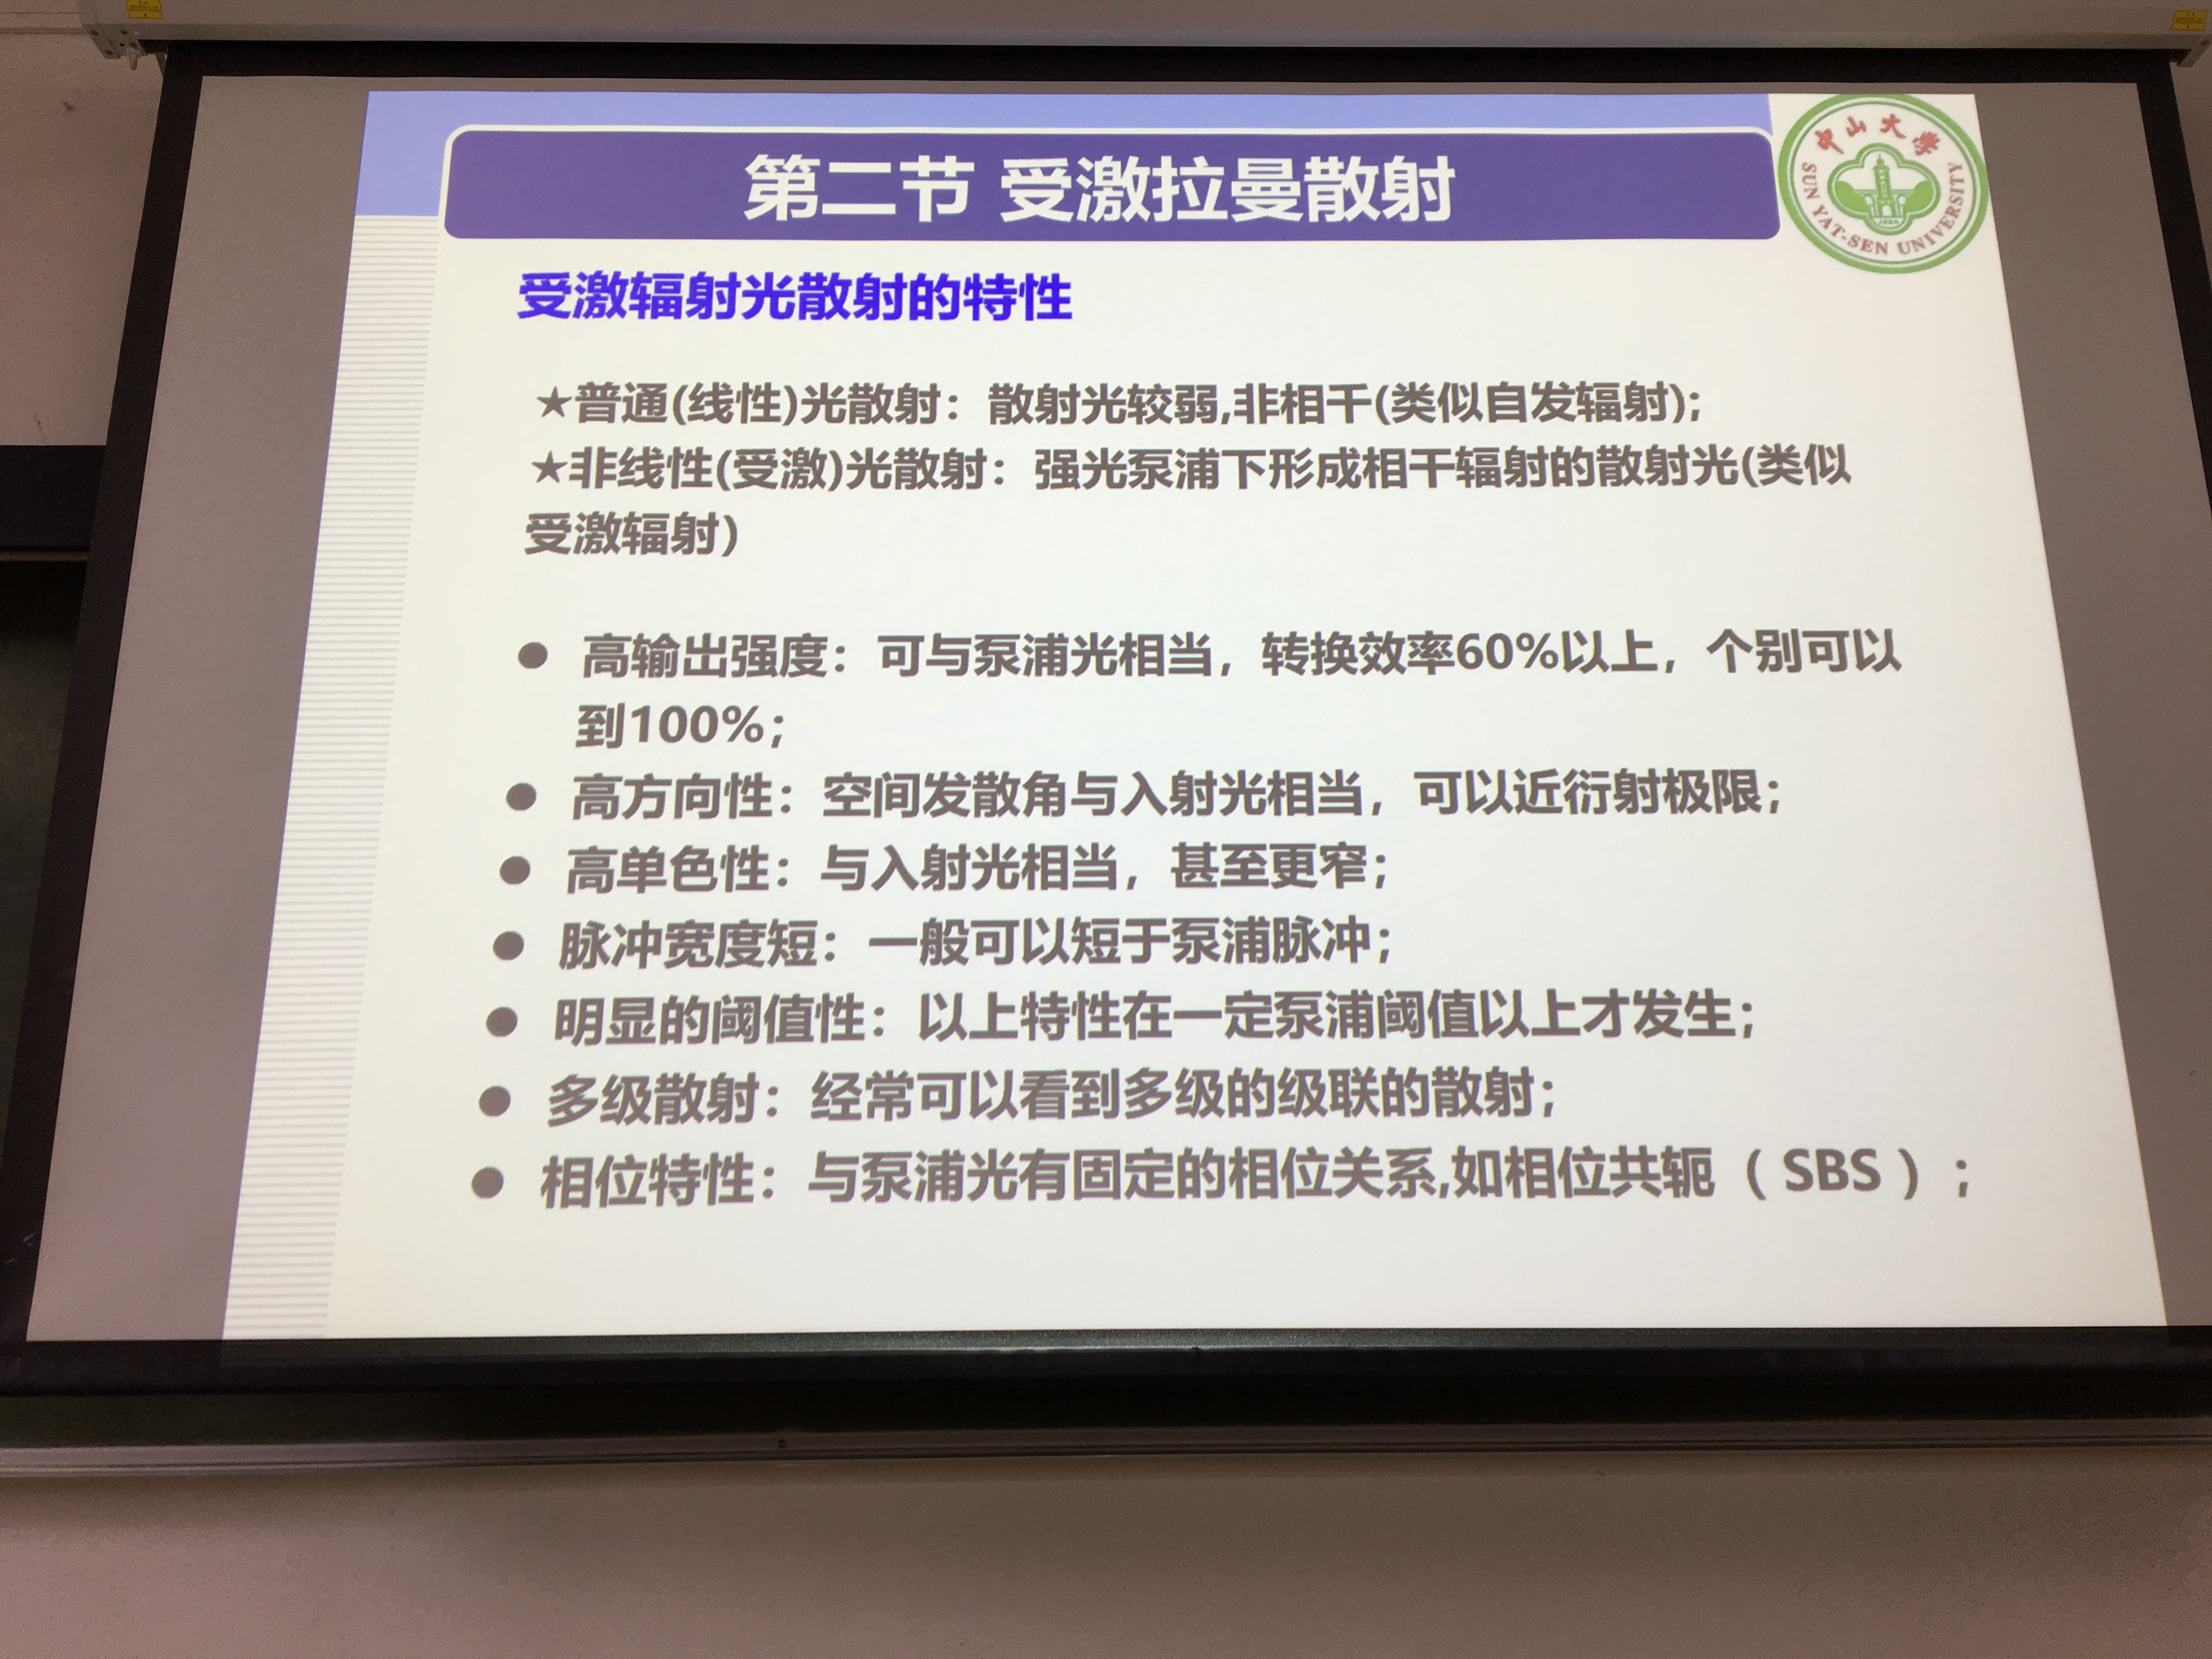 第二节 受激拉曼散射
中山大学
SUN YAT-SEN UNIVERSITY
受激辐射光散射的特性
★普通(线性)光散射：散射光较弱,非相干(类似自发辐射);
★非线性(受激)光散射：强光泵浦下形成相干辐射的散射光(类似
受激辐射)
● 高输出强度：可与泵浦光相当，转换效率60%以上，个别可以
到100%；
● 高方向性：空间发散角与入射光相当，可以近衍射极限；
● 高单色性：与入射光相当，甚至更窄；
● 脉冲宽度短：一般可以短于泵浦脉冲；
● 明显的阈值性：以上特性在一定泵浦阈值以上才发生；
● 多级散射：经常可以看到多级的级联的散射；
● 相位特性：与泵浦光有固定的相位关系,如相位共轭（SBS）；